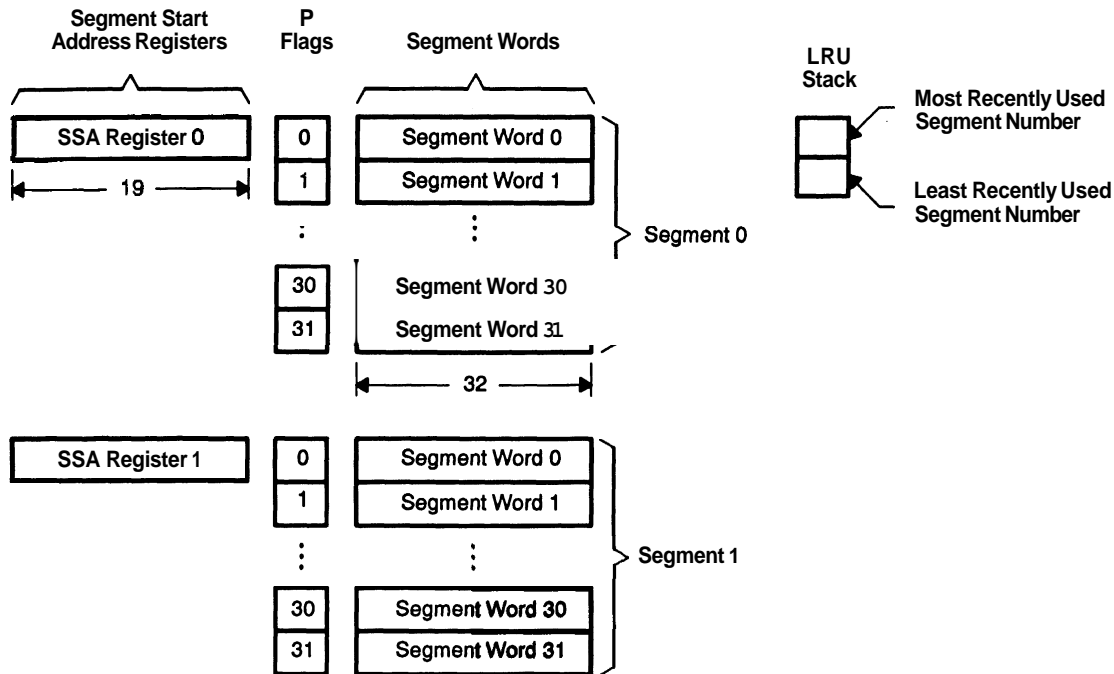 Segment Start
Address Registers
P
Flags
Segment Words
LRU
Stack
Most Recently Used
Segment Number
Least Recently Used
Segment Number
SSA Register 0
0
Segment Word 0
1
Segment Word 1
19
Segment 0
30
Segment Word 30
31
Segment Word 31
32
SSA Register 1
0
Segment Word 0
1
Segment Word 1
Segment 1
30
Segment Word 30
31
Segment Word 31